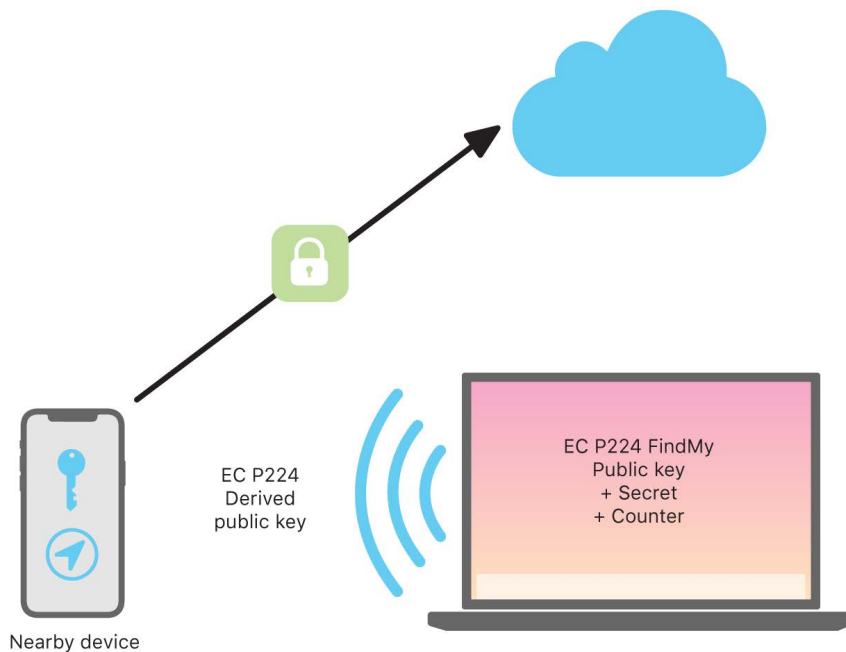 EC P224
Derived
public key
EC P224 FindMy
Public key
+ Secret
+ Counter
Nearby device